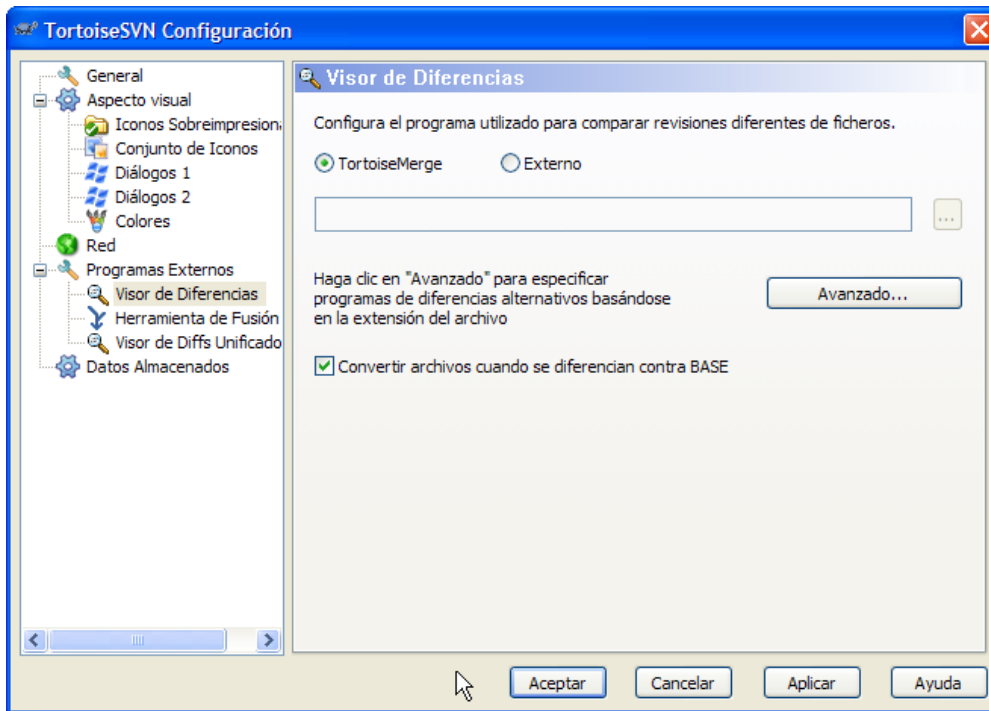 TortoiseSVN Configuración
General
Aspecto visual
Iconos Sobreimpresion
Conjunto de Iconos
Diálogos 1
Diálogos 2
Colores
Red
Programas Externos
Visor de Diferencias
Herramienta de Fusión
Visor de Diffs Unificado
Datos Almacenados
Visor de Diferencias
Configura el programa utilizado para comparar revisiones diferentes de ficheros.
TortoiseMerge
Externo
...
Haga clic en "Avanzado" para especificar
programas de diferencias alternativos basándose
en la extensión del archivo
Avanzado...
Convertir archivos cuando se diferencian contra BASE
Aceptar
Cancelar
Aplicar
Ayuda